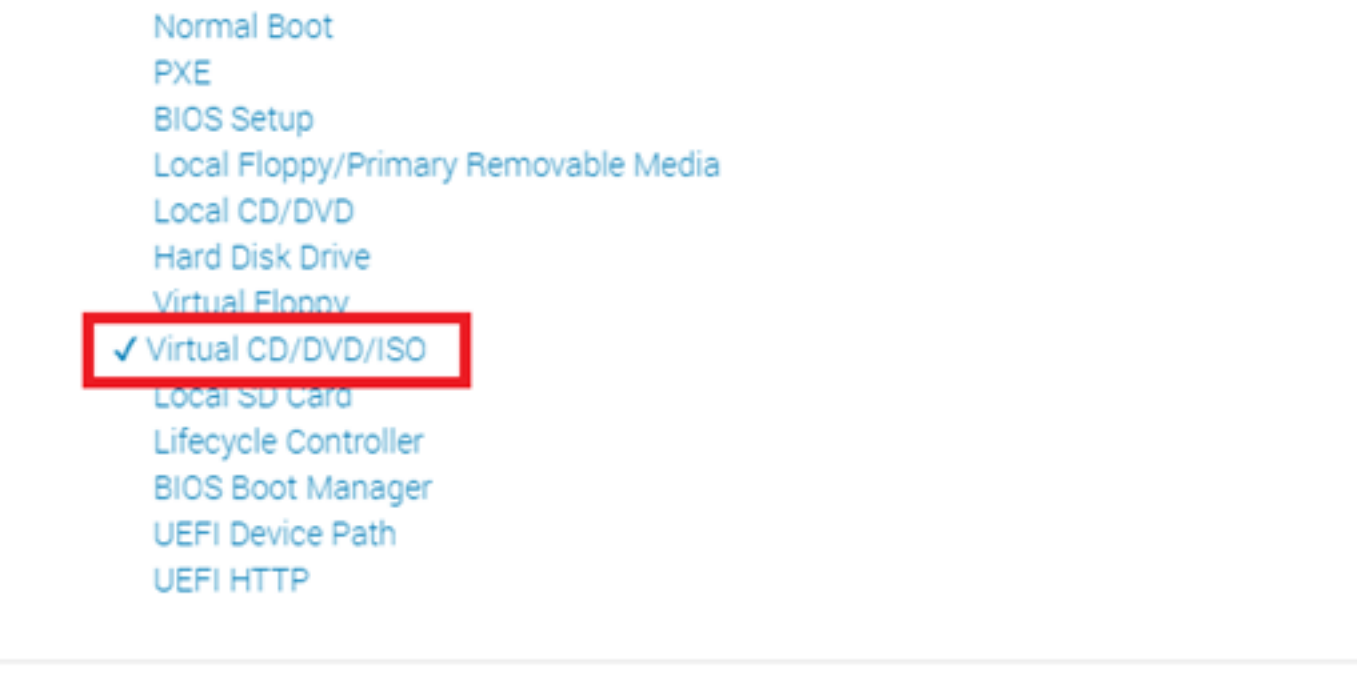 Normal Boot
PXE
BIOS Setup
Local Floppy/Primary Removable Media
Local CD/DVD
Hard Disk Drive
Virtual Floppy
✓ Virtual CD/DVD/ISO
Local SD Card
Lifecycle Controller
BIOS Boot Manager
UEFI Device Path
UEFI HTTP